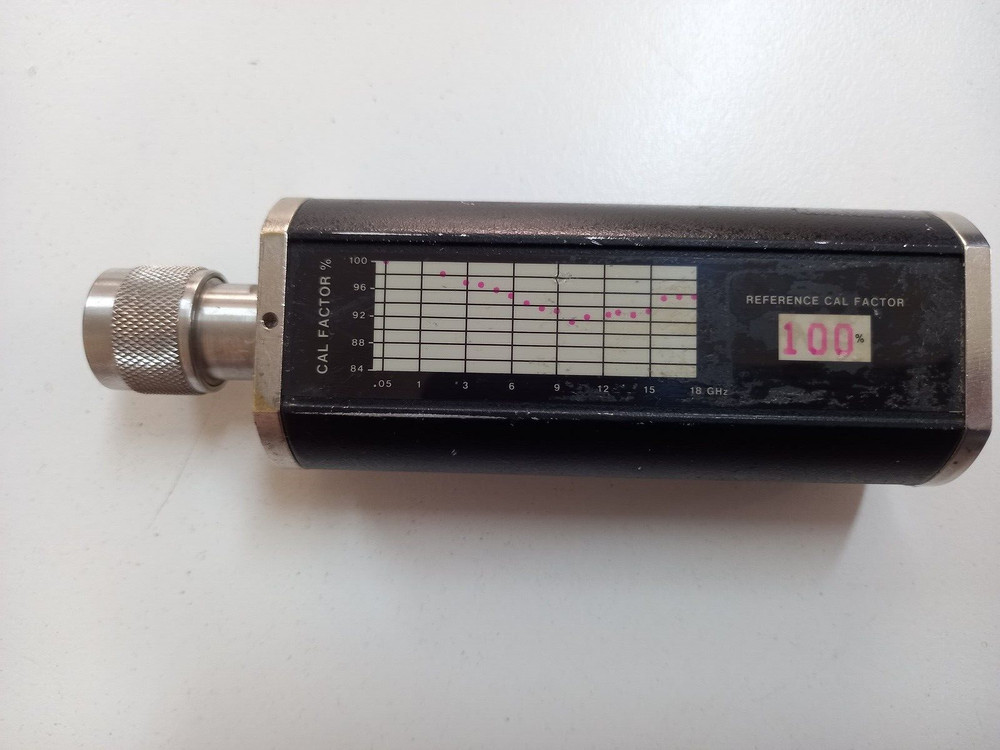 CAL FACTOR %
100
96
92
88
84
.05 1 3 6 9 12 15 18 GHz
REFERENCE CAL FACTOR
100 %